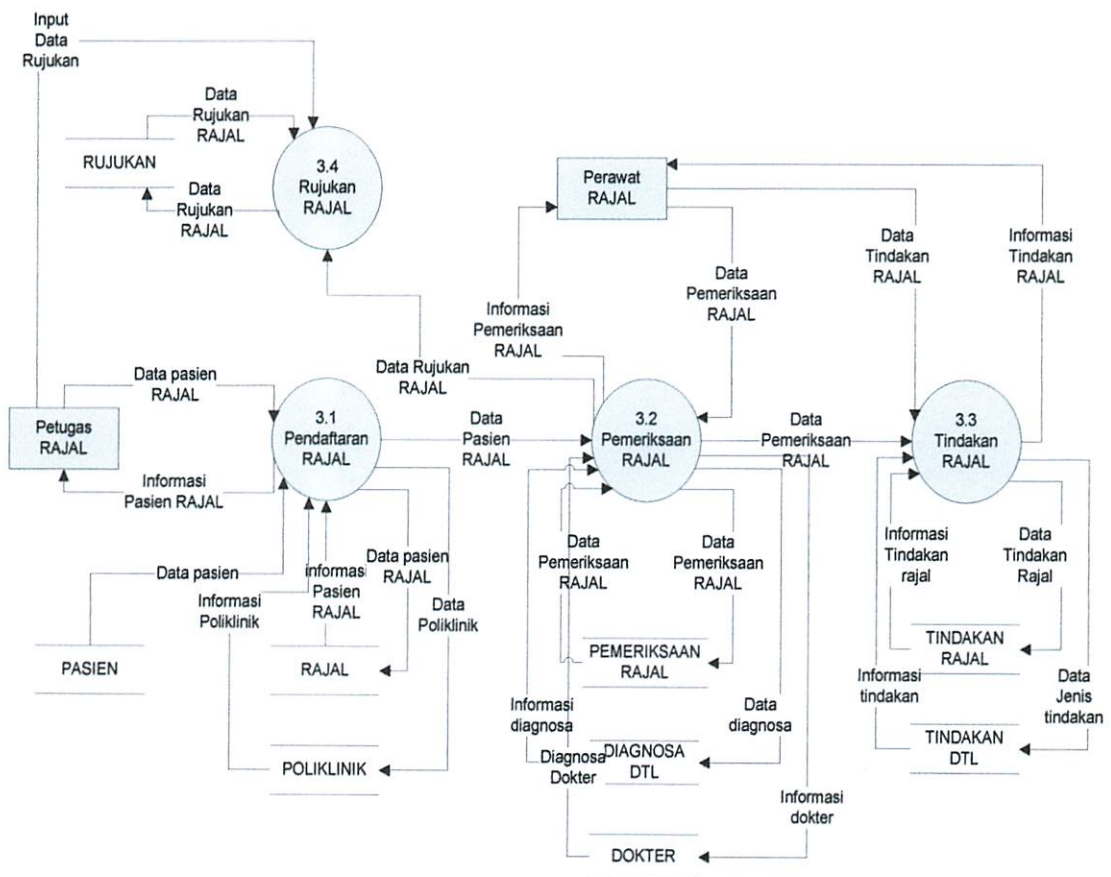 Input
Data
Rujukan
Data
Rujukan
RAJAL
RUJUKAN
Data
Rujukan
RAJAL
3.4
Rujukan
RAJAL
Perawat
RAJAL
Data
Tindakan
RAJAL
Informasi
Tindakan
RAJAL
Data
Pemeriksaan
RAJAL
Informasi
Pemeriksaan
RAJAL
Data Rujukan
RAJAL
Data pasien
RAJAL
Petugas
RAJAL
Informasi
Pasien RAJAL
3.1
Pendaftaran
RAJAL
Data
Pasien
RAJAL
3.2
Pemeriksaan
RAJAL
Data
Pemeriksaan
RAJAL
3.3
Tindakan
RAJAL
Data pasien
Informasi
Poliklinik
informasi
Pasien
RAJAL
Data pasien
RAJAL
Data
Poliklinik
Data
Pemeriksaan
RAJAL
Data
Pemeriksaan
RAJAL
Informasi
Tindakan
rajal
Data
Tindakan
Rajal
PASIEN
RAJAL
PEMERIKSAAN
RAJAL
TINDAKAN
RAJAL
Informasi
diagnosa
Data
diagnosa
Informasi
tindakan
Data
Jenis
tindakan
POLIKLINIK
Diagnosa
Dokter
DIAGNOSA
DTL
TINDAKAN
DTL
Informasi
dokter
DOKTER